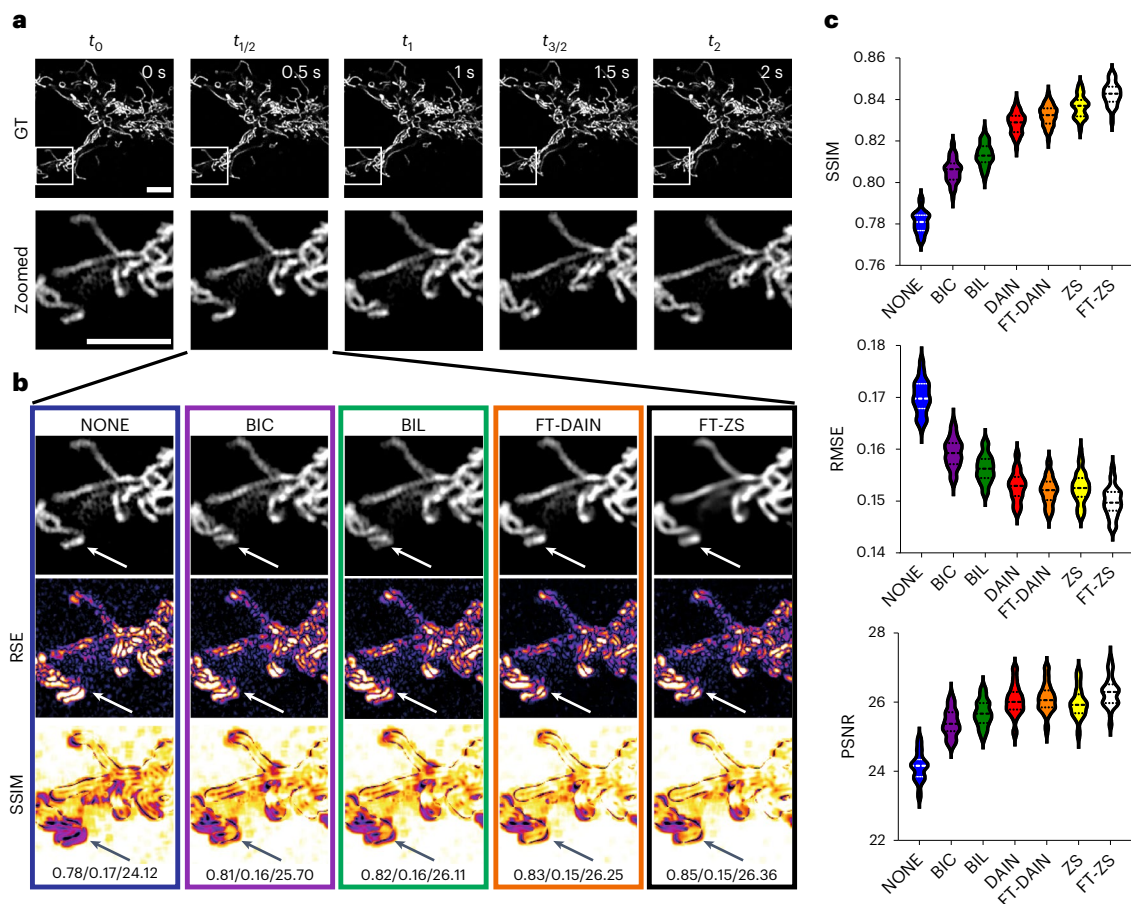 a
t0 t1/2 t1 t3/2 t2
GT
0 s 0.5 s 1 s 1.5 s 2 s
Zoomed
b
NONE BIC BIL FT-DAIN FT-ZS
RSE
SSIM
0.78/0.17/24.12 0.81/0.16/25.70 0.82/0.16/26.11 0.83/0.15/26.25 0.85/0.15/26.36
c
SSIM
0.86
0.84
0.82
0.80
0.78
0.76
NONE BIC BIL DAIN FT-DAIN ZS FT-ZS
RMSE
0.18
0.17
0.16
0.15
0.14
NONE BIC BIL DAIN FT-DAIN ZS FT-ZS
PSNR
28
26
24
22
NONE BIC BIL DAIN FT-DAIN ZS FT-ZS